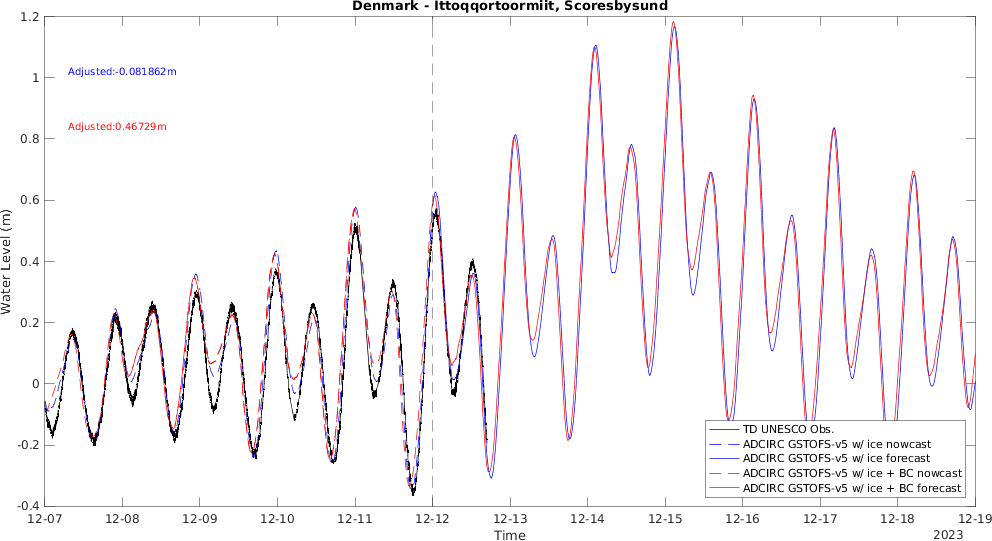 Denmark - Ittoqqortoormiit, Scoresbysund
Water Level (m)
1.2
1
0.8
0.6
0.4
0.2
0
-0.2
-0.4
Adjusted:-0.081862m
Adjusted:0.46729m
TD UNESCO Obs.
ADCIRC GSTOFS-v5 w/ ice nowcast
ADCIRC GSTOFS-v5 w/ ice forecast
ADCIRC GSTOFS-v5 w/ ice + BC nowcast
ADCIRC GSTOFS-v5 w/ ice + BC forecast
12-07 12-08 12-09 12-10 12-11 12-12 12-13 12-14 12-15 12-16 12-17 12-18 12-19
Time
2023